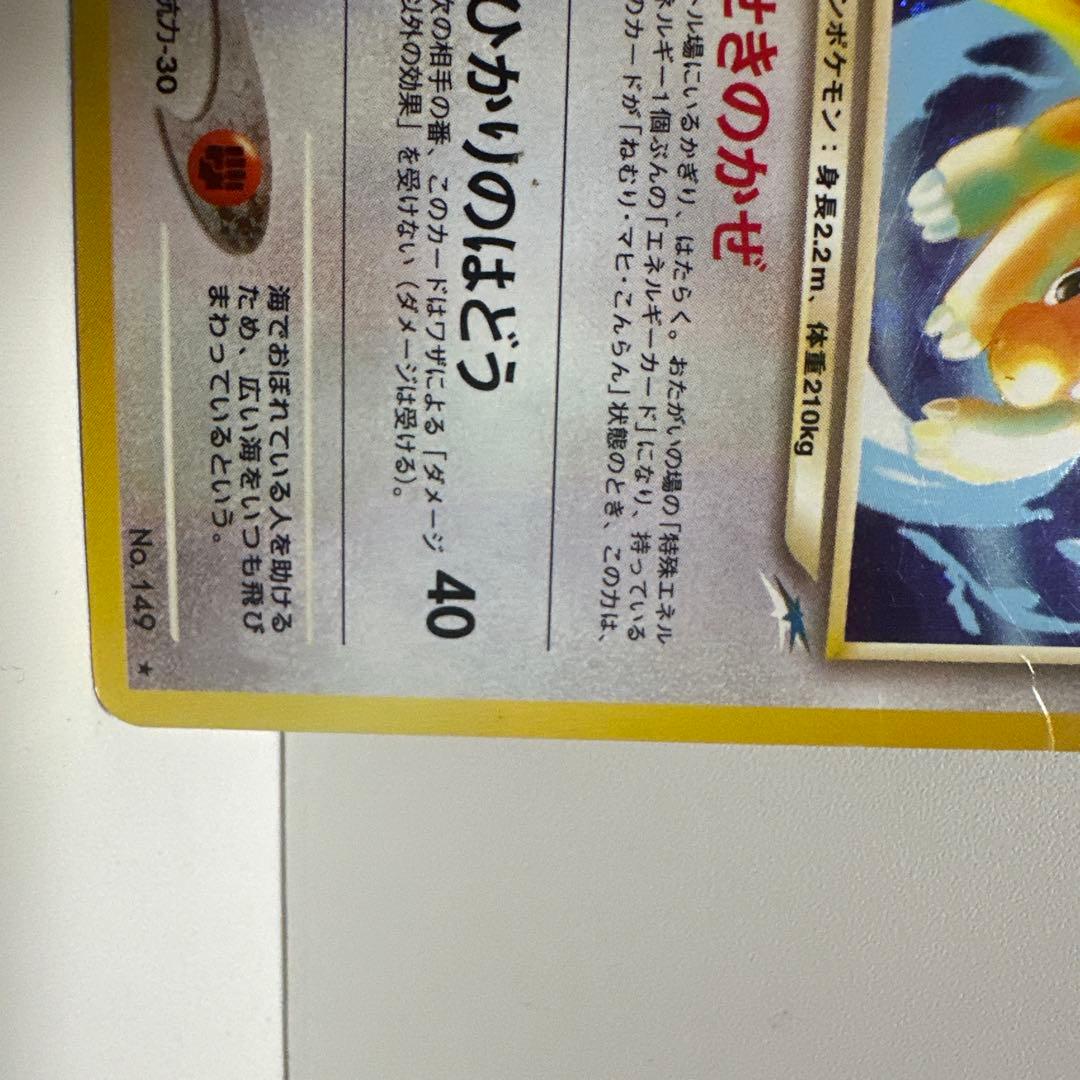 ンポケモン：身長2.2m、体重210kg
せきのかぜ
トル場にいるかぎり、はたらく。おたがいの場の「特殊エネル
ネルギー1個ぶんの「エネルギーカード」になり、持っている
のカードが「ねむり・マヒ・こんらん」状態のとき、この力は、
ひかりのはどう 40
次の相手の番、このカードはワザによる「ダメージ
以外の効果」を受けない（ダメージは受ける）。
抗力-30
海でおぼれている人を助ける
ため、広い海をいつも飛び
まわっているという。
No. 149 ★